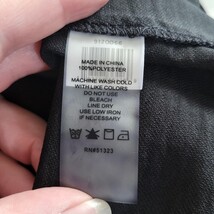 MADE IN CHINA
100%POLYESTER
MACHINE WASH COLD
WITH LIKE COLORS
DO NOT USE
BLEACH
LINE DRY
USE LOW IRON
IF NECESSARY